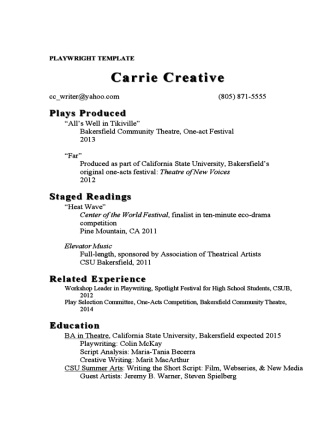 PLAYWRIGHT TEMPLATE
Carrie Creative
cc_writer@yahoo.com (805) 871-5555
Plays Produced
“All’s Well in Tikiville”
Bakersfield Community Theatre, One-act Festival
2013
“Far”
Produced as part of California State University, Bakersfield’s
original one-acts festival: Theatre of New Voices
2012
Staged Readings
“Heat Wave”
Center of the World Festival, finalist in ten-minute eco-drama
competition
Pine Mountain, CA 2011
Elevator Music
Full-length, sponsored by Association of Theatrical Artists
CSU Bakersfield, 2011
Related Experience
Workshop Leader in Playwriting, Spotlight Festival for High School Students, CSUB,
2012
Play Selection Committee, One-Acts Competition, Bakersfield Community Theatre,
2014
Education
BA in Theatre, California State University, Bakersfield expected 2015
Playwriting: Colin McKay
Script Analysis: Maria-Tania Becerra
Creative Writing: Marit MacArthur
CSU Summer Arts: Writing the Short Script: Film, Webseries, & New Media
Guest Artists: Jeremy B. Warner, Steven Spielberg